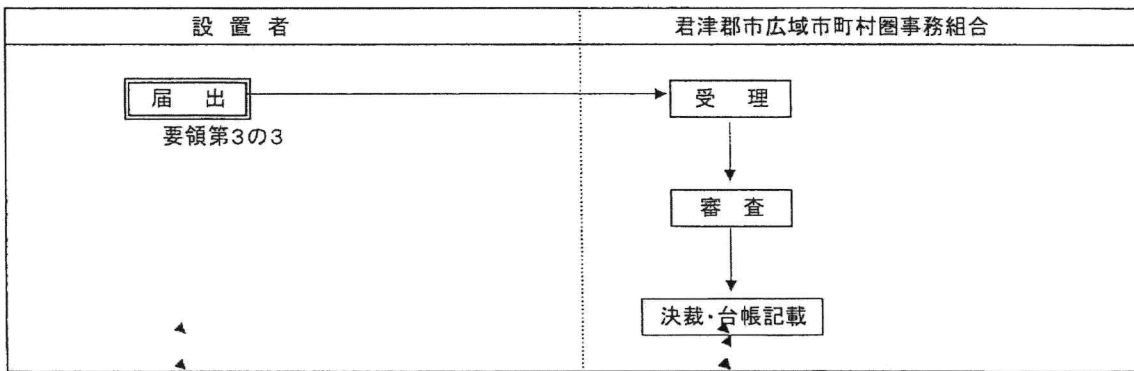 設置者
君津郡市広域市町村圏事務組合
届出
受理
要領第3の3
審査
決裁・台帳記載